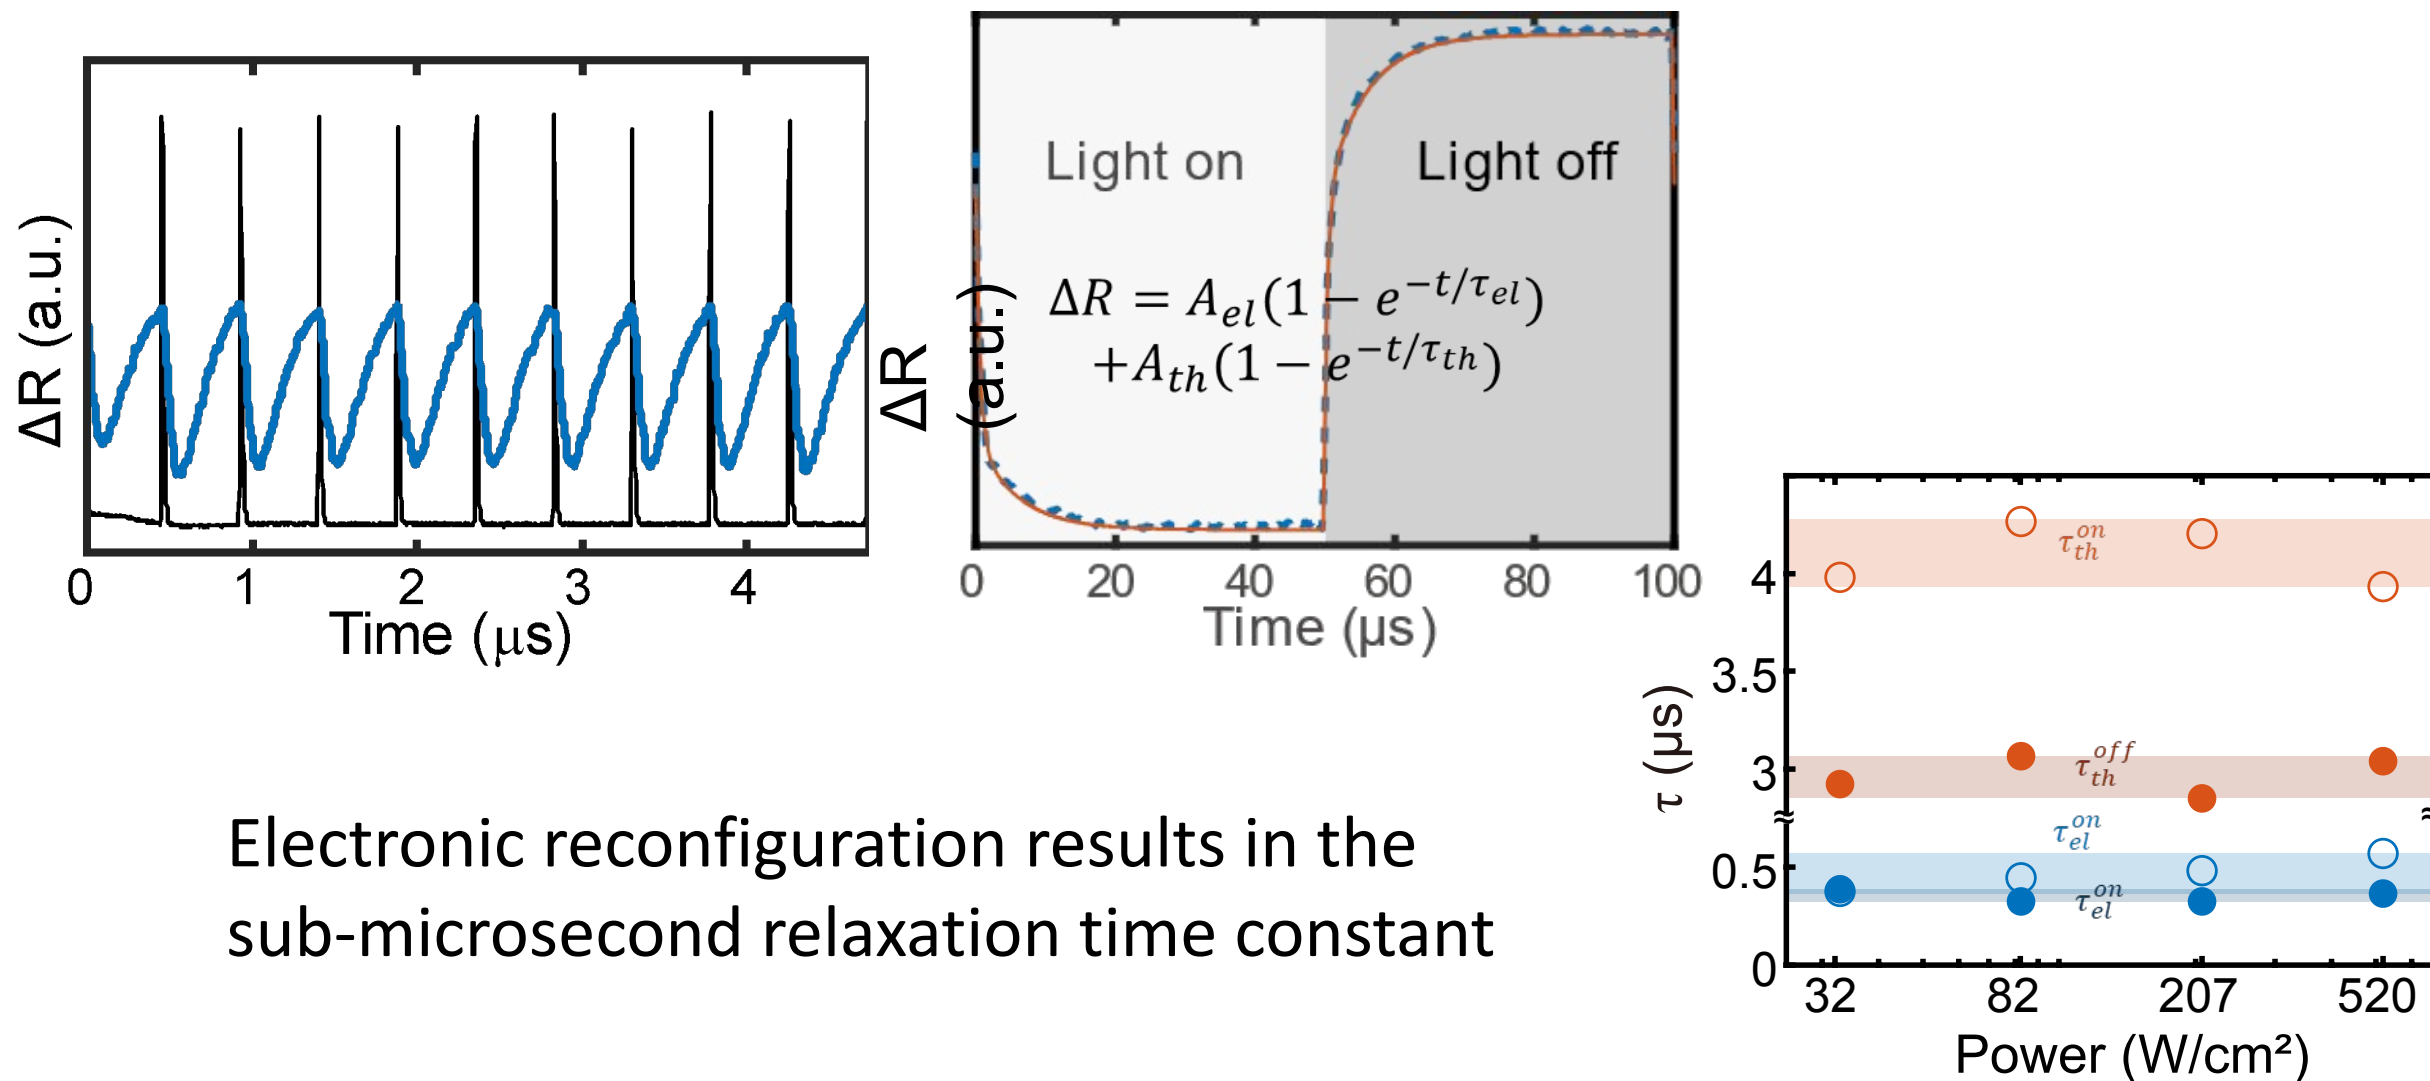 ΔR (a.u.)
0 1 2 3 4
Time (μs)
ΔR
(a.u.)
Light on
Light off
ΔR = A_el(1 − e^{−t/τ_el})
+A_th(1 − e^{−t/τ_th})
0 20 40 60 80 100
Time (μs)
Electronic reconfiguration results in the
sub-microsecond relaxation time constant
τ (μs)
4
3.5
3
0.5
0
τ_th^on
τ_th^off
τ_el^on
τ_el^on
32 82 207 520
Power (W/cm²)